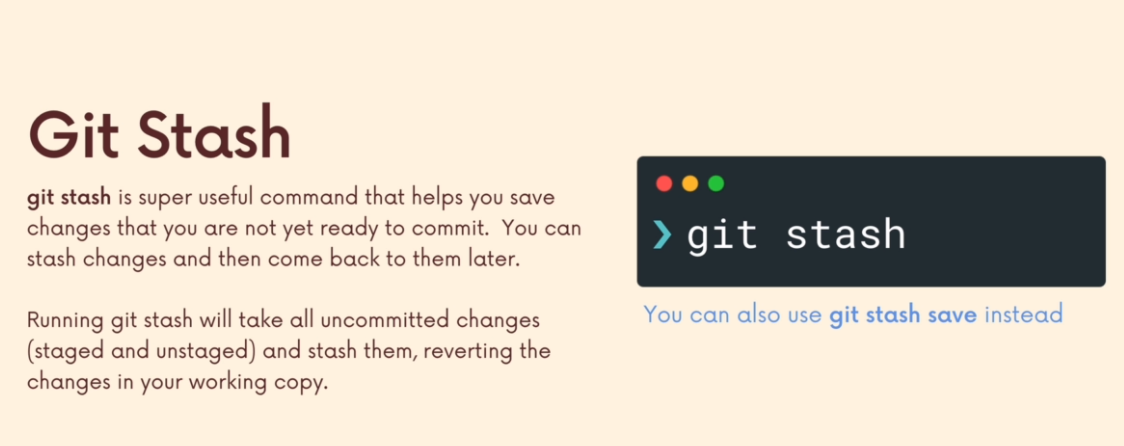 Git Stash
git stash is super useful command that helps you save
changes that you are not yet ready to commit. You can
stash changes and then come back to them later.
Running git stash will take all uncommitted changes
(staged and unstaged) and stash them, reverting the
changes in your working copy.
❯ git stash
You can also use git stash save instead